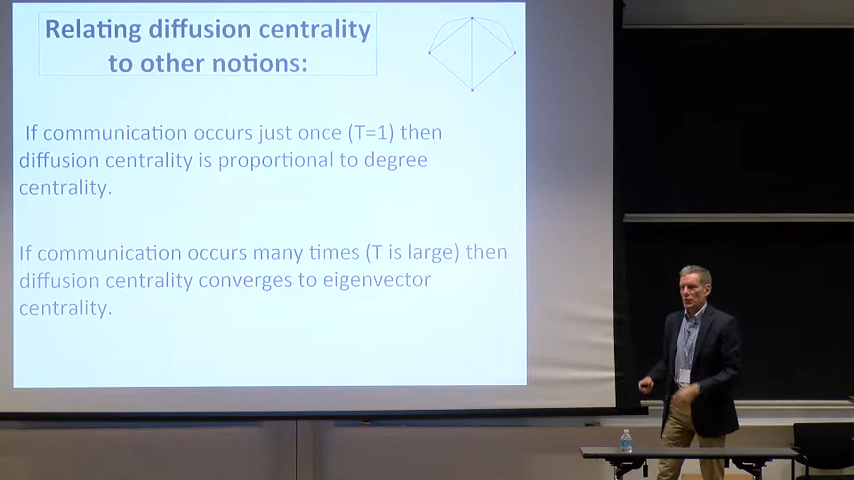 Relating diffusion centrality
to other notions:
If communication occurs just once (T=1) then
diffusion centrality is proportional to degree
centrality.
If communication occurs many times (T is large) then
diffusion centrality converges to eigenvector
centrality.